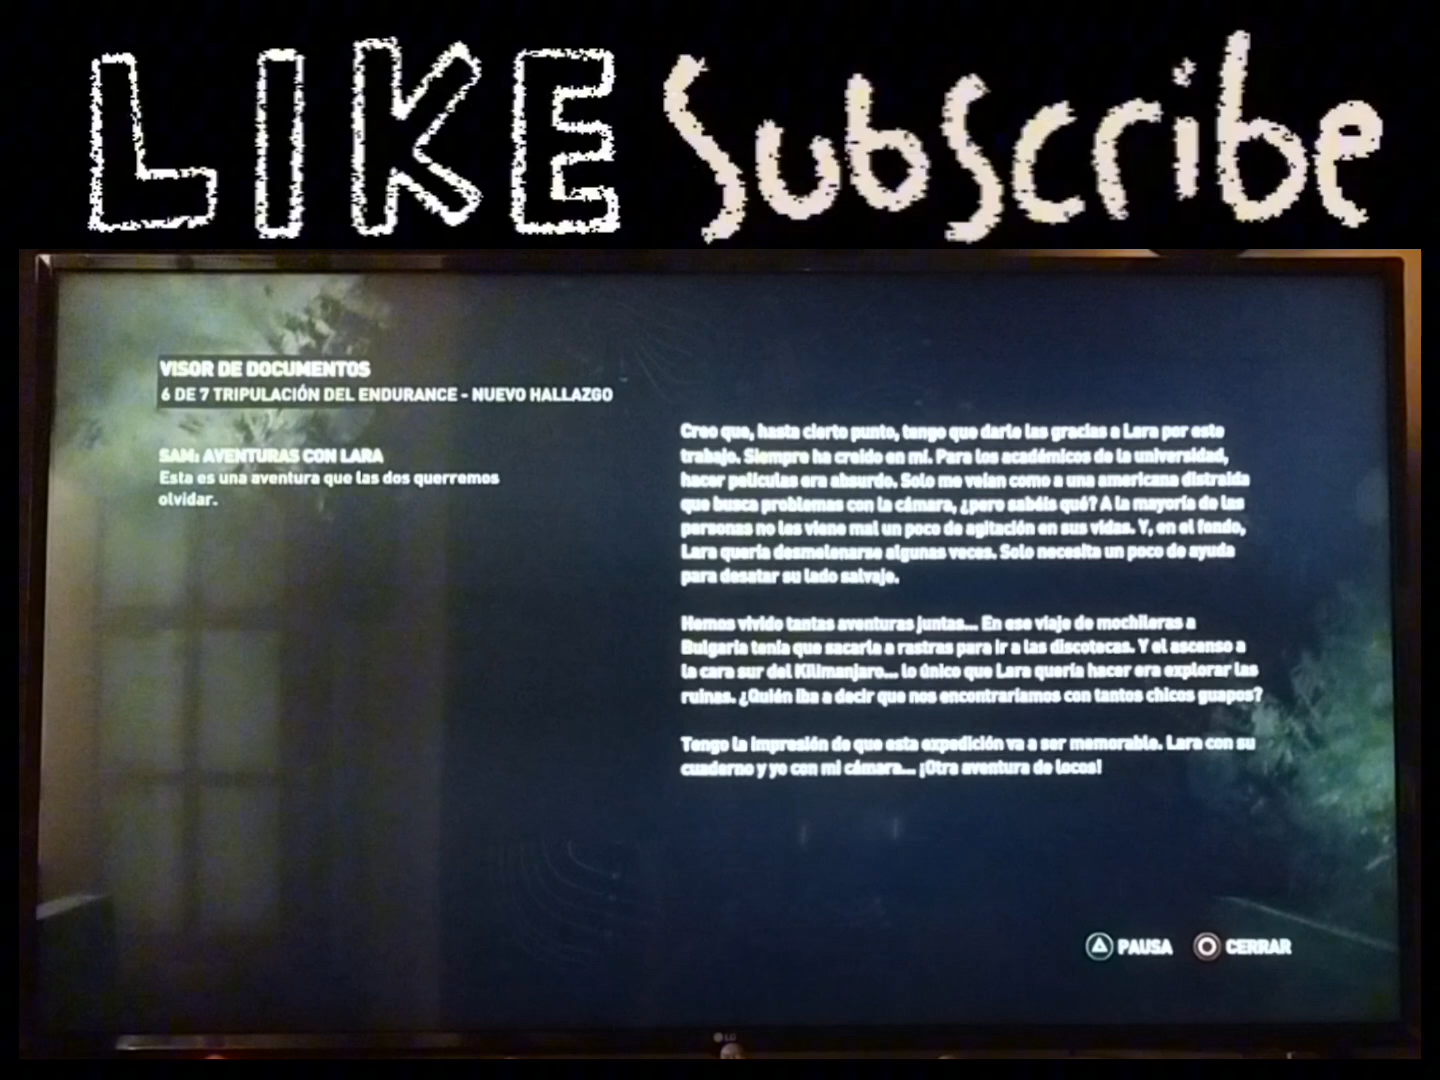 LIKE Subscribe
VISOR DE DOCUMENTOS
6 DE 7 TRIPULACIÓN DEL ENDURANCE - NUEVO HALLAZGO
SAM: AVENTURAS CON LARA
Esta es una aventura que las dos querremos
olvidar.
Creo que, hasta cierto punto, tengo que darle las gracias a Lara por este
trabajo. Siempre ha creído en mí. Para los académicos de la universidad,
hacer películas era absurdo. Solo me veían como a una americana distraída
que busca problemas con la cámara, ¿pero sabéis qué? A la mayoría de las
personas no les viene mal un poco de agitación en sus vidas. Y, en el fondo,
Lara quería desmelenarse algunas veces. Solo necesita un poco de ayuda
para desatar su lado salvaje.
Hemos vivido tantas aventuras juntas... En ese viaje de mochileras a
Bulgaria tenía que sacarla a rastras para ir a las discotecas. Y el ascenso a
la cara sur del Kilimanjaro... lo único que Lara quería hacer era explorar las
ruinas. ¿Quién iba a decir que nos encontraríamos con tantos chicos guapos?
Tengo la impresión de que esta expedición va a ser memorable. Lara con su
cuaderno y yo con mi cámara... ¡Otra aventura de locos!
PAUSA CERRAR
LG